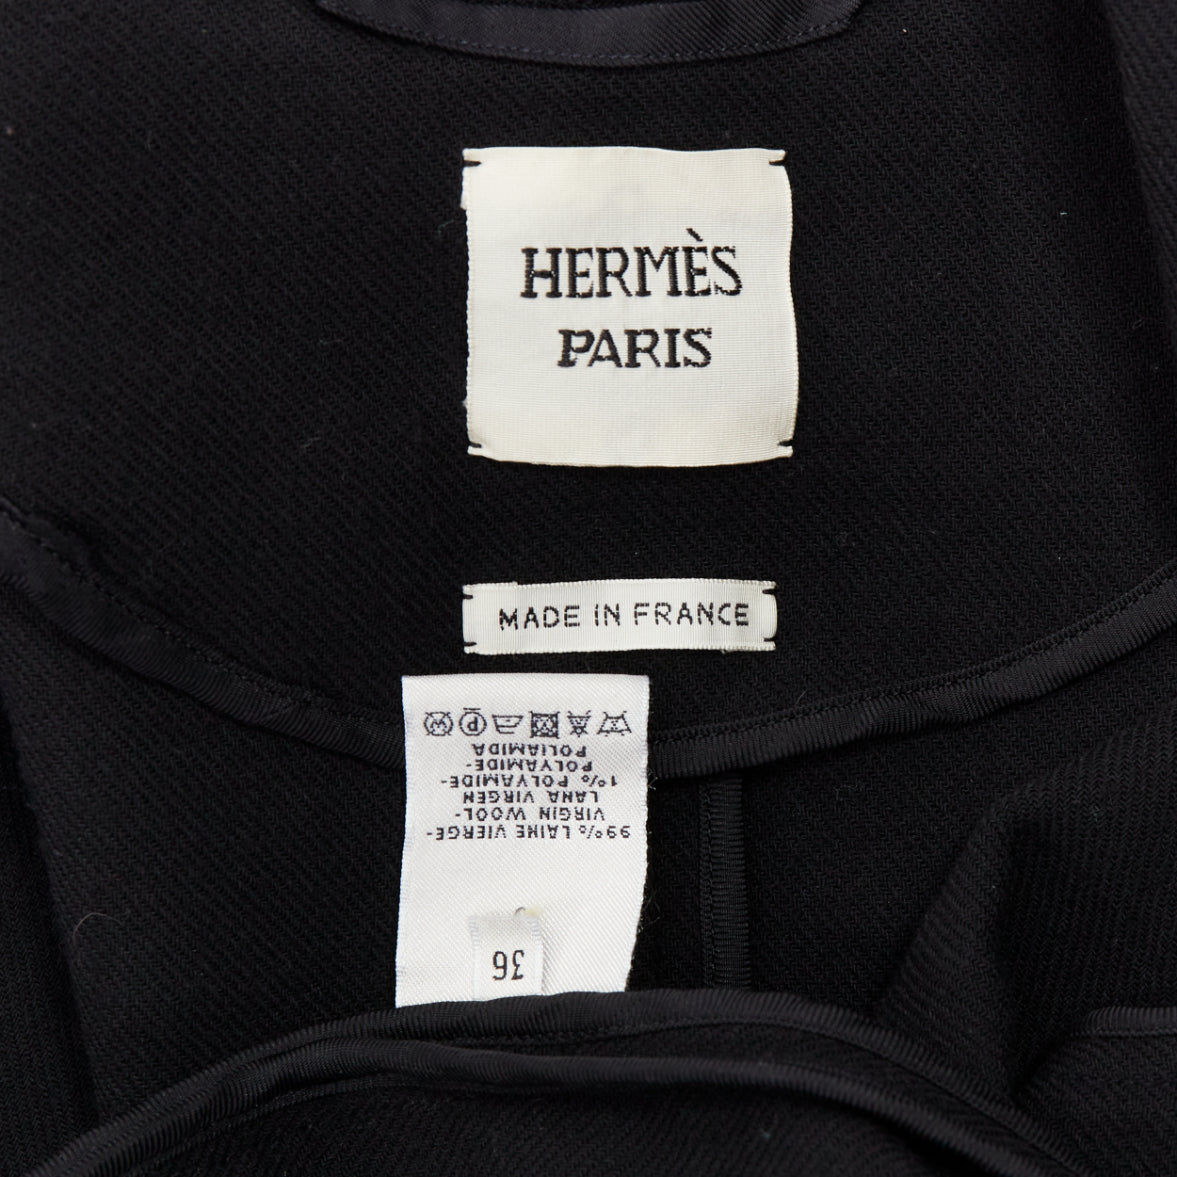 HERMÈS
PARIS
MADE IN FRANCE
99% LAINE VIERGE-
VIRGIN WOOL-
LANA VIRGEN
1% POLYAMIDE-
POLYAMIDE-
POLIAMIDA
36